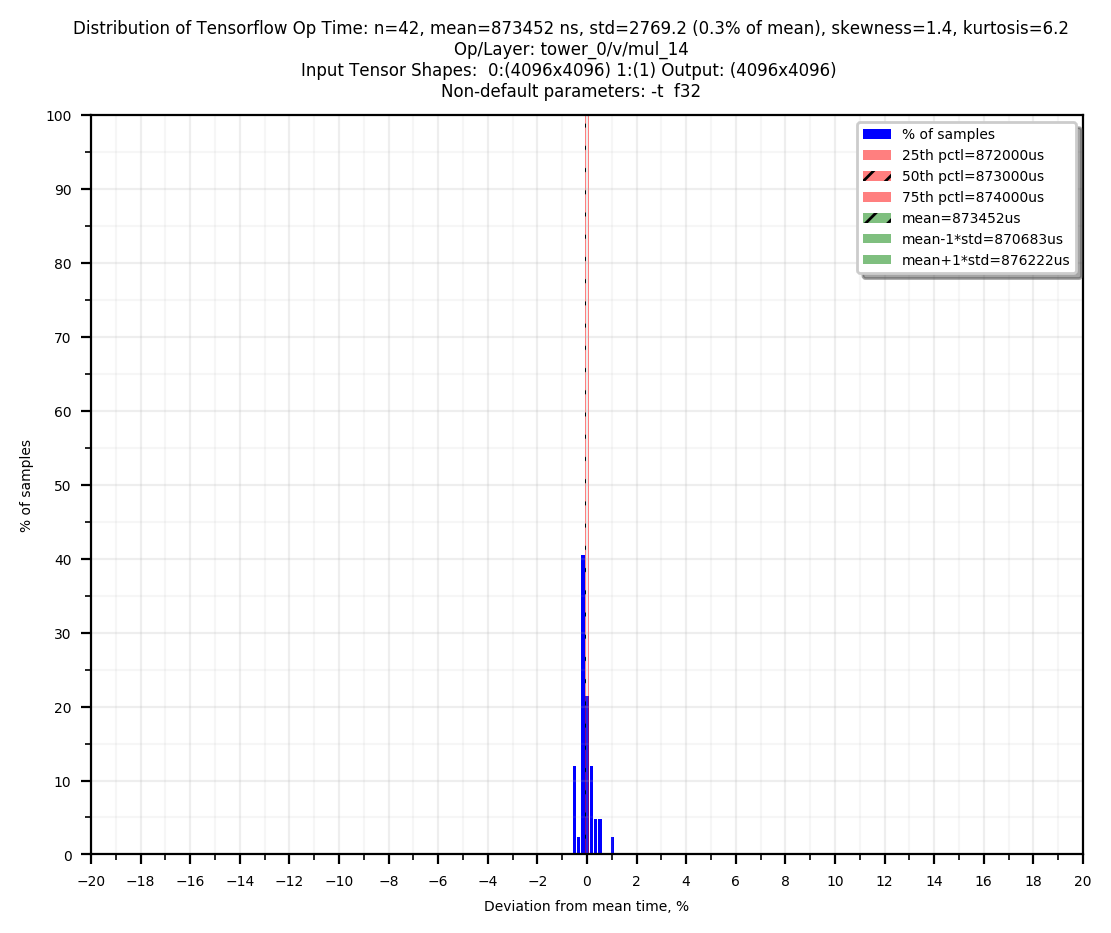 Distribution of Tensorflow Op Time: n=42, mean=873452 ns, std=2769.2 (0.3% of mean), skewness=1.4, kurtosis=6.2
Op/Layer: tower_0/v/mul_14
Input Tensor Shapes:  0:(4096x4096) 1:(1) Output: (4096x4096)
Non-default parameters: -t  f32
% of samples
25th pctl=872000us
50th pctl=873000us
75th pctl=874000us
mean=873452us
mean-1*std=870683us
mean+1*std=876222us
100
90
80
70
60
50
40
30
20
10
0
% of samples
−20 −18 −16 −14 −12 −10 −8 −6 −4 −2 0 2 4 6 8 10 12 14 16 18 20
Deviation from mean time, %